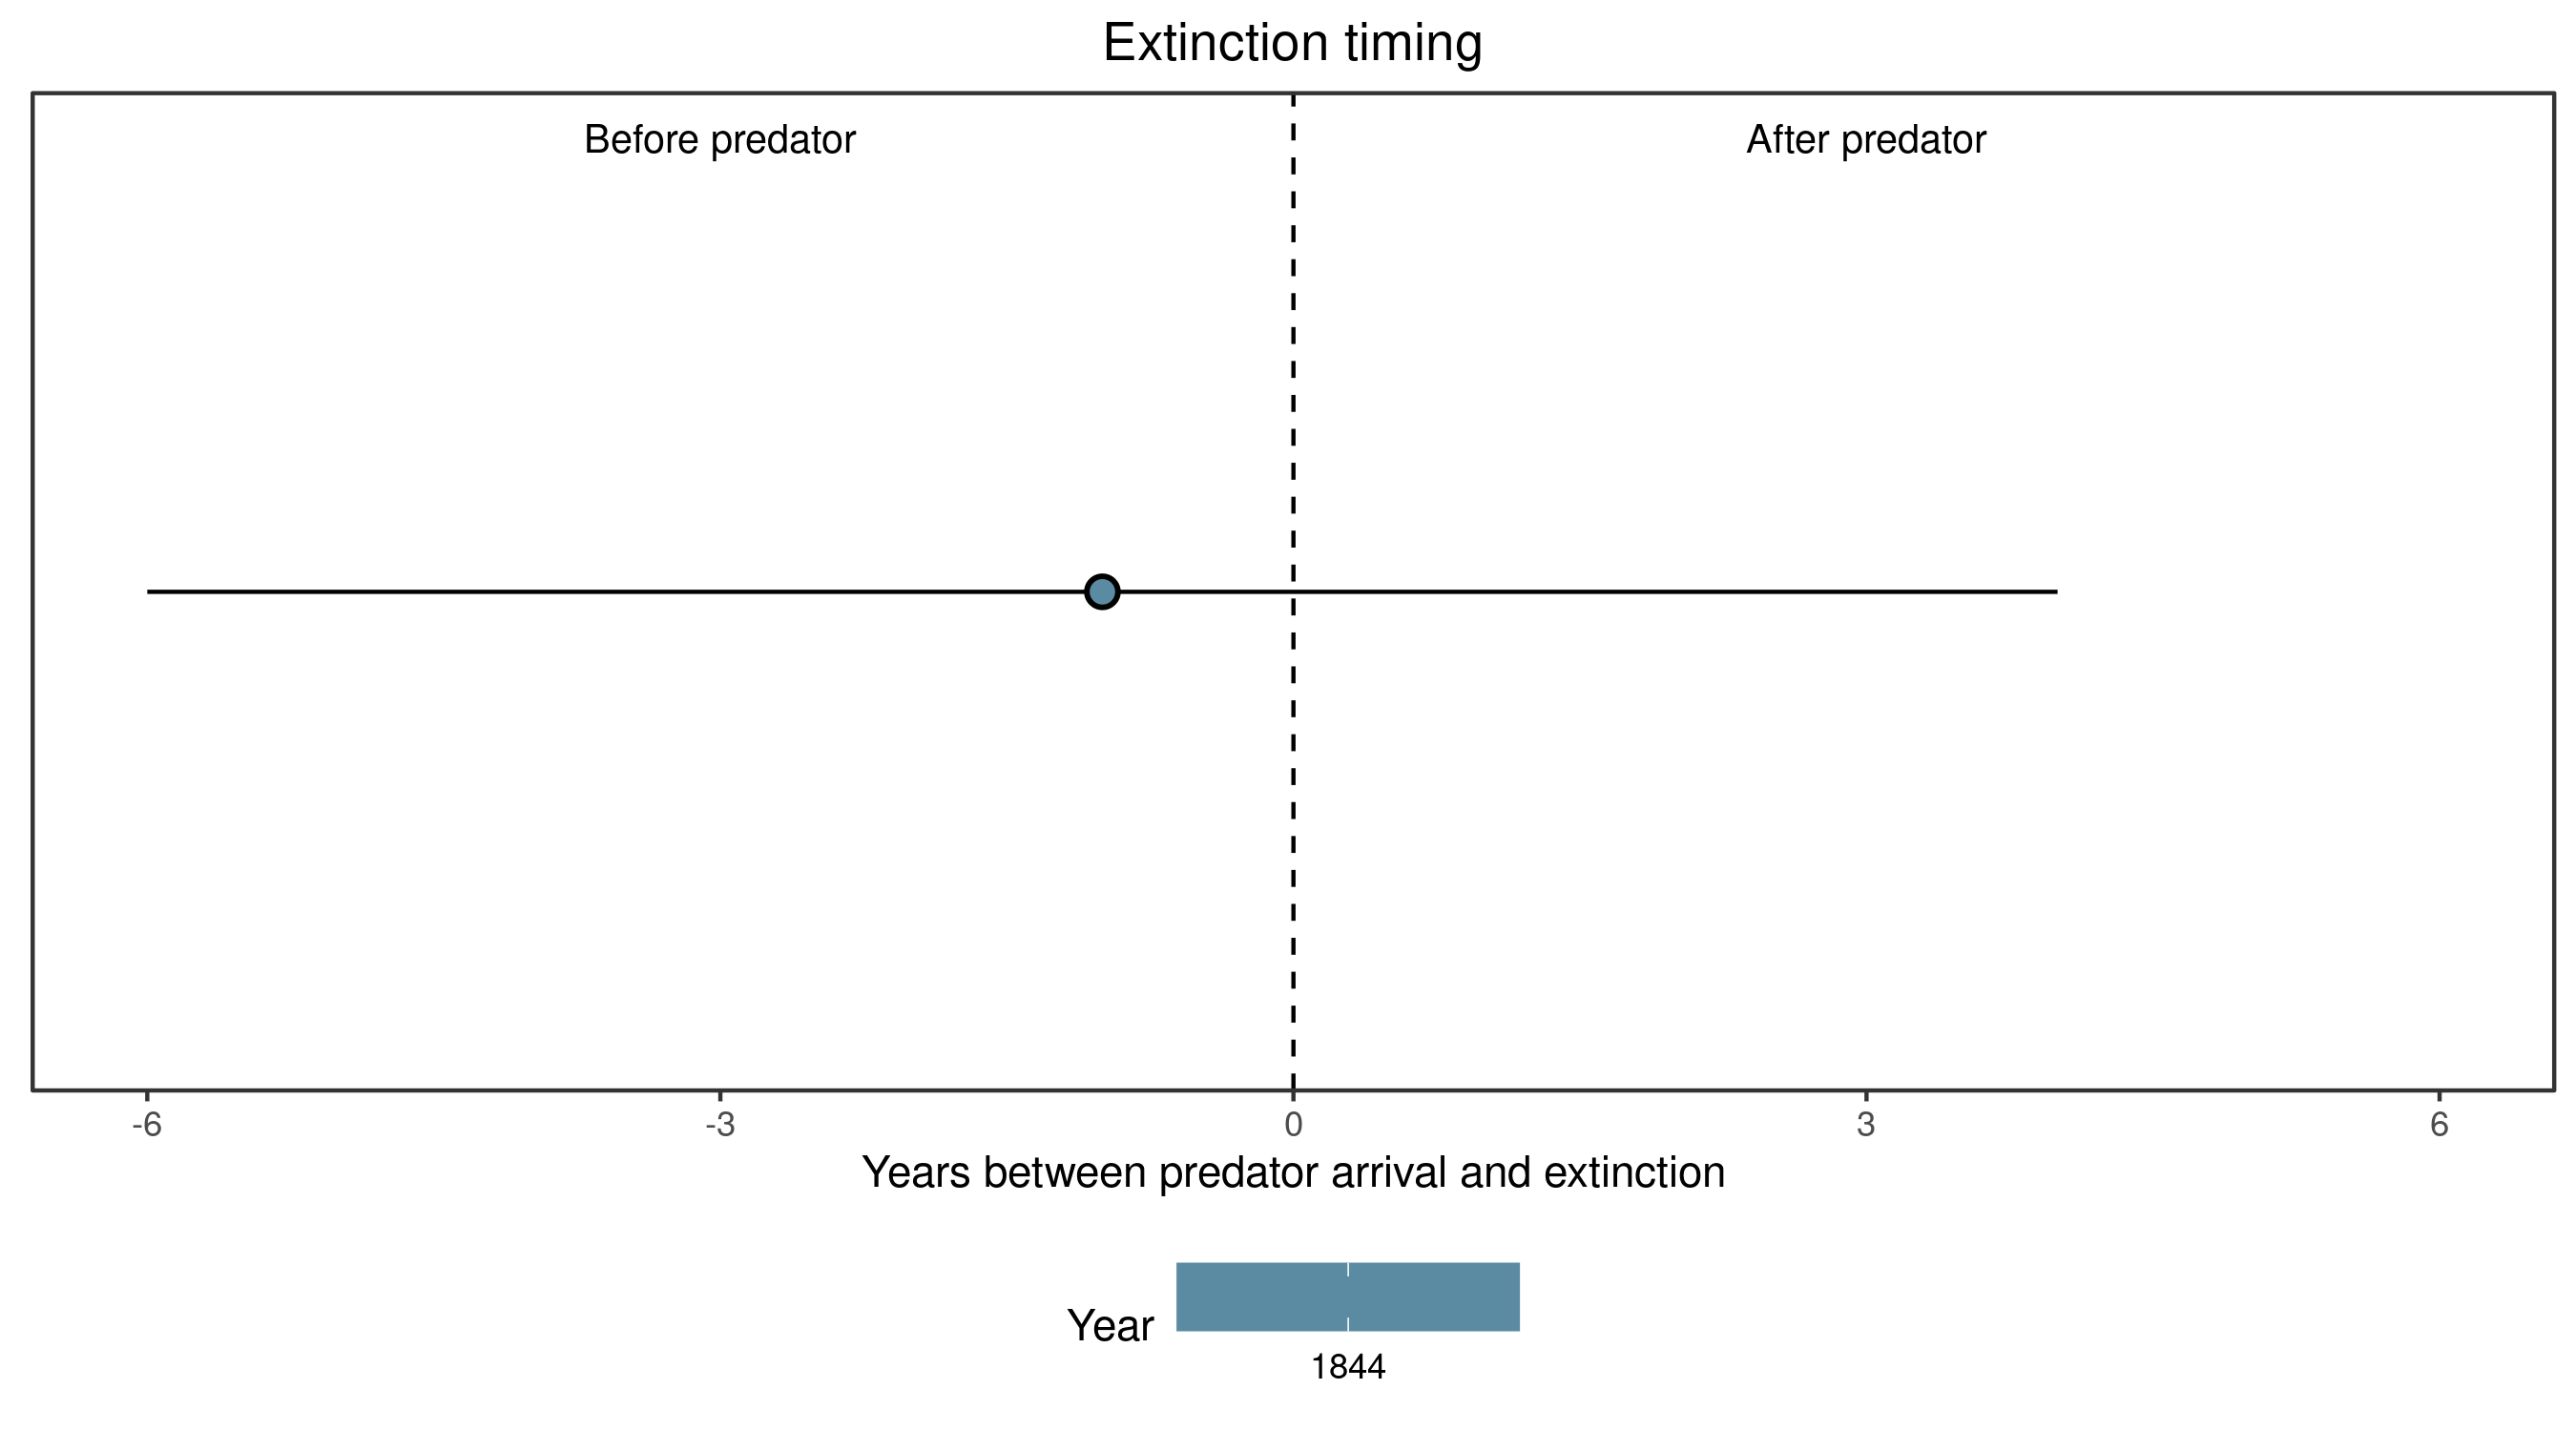 Extinction timing
Before predator
After predator
-6
-3
0
3
6
Years between predator arrival and extinction
Year
1844